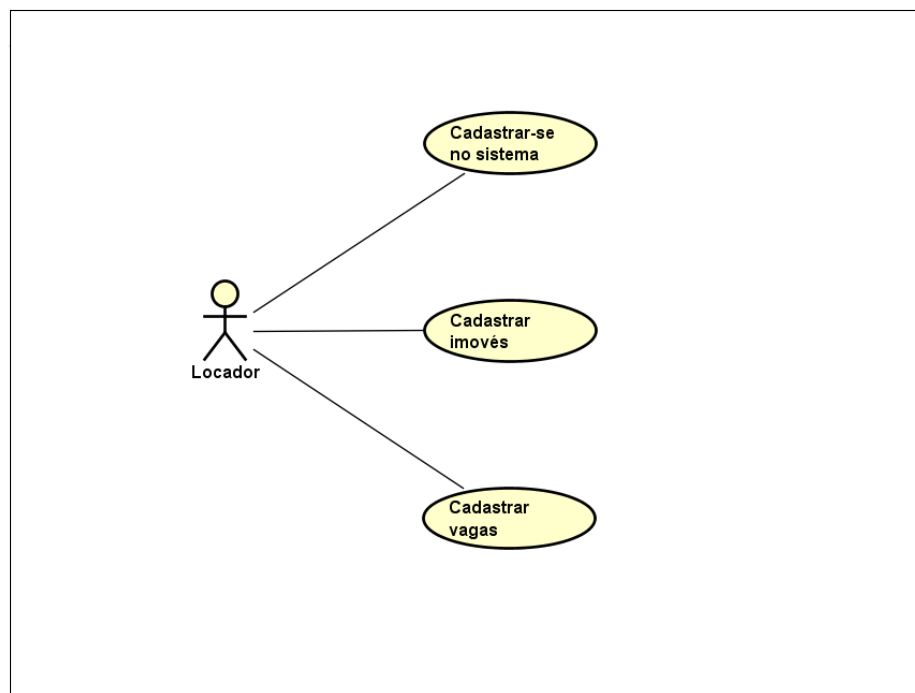 Cadastrar-se
no sistema
Cadastrar
imovés
Locador
Cadastrar
vagas